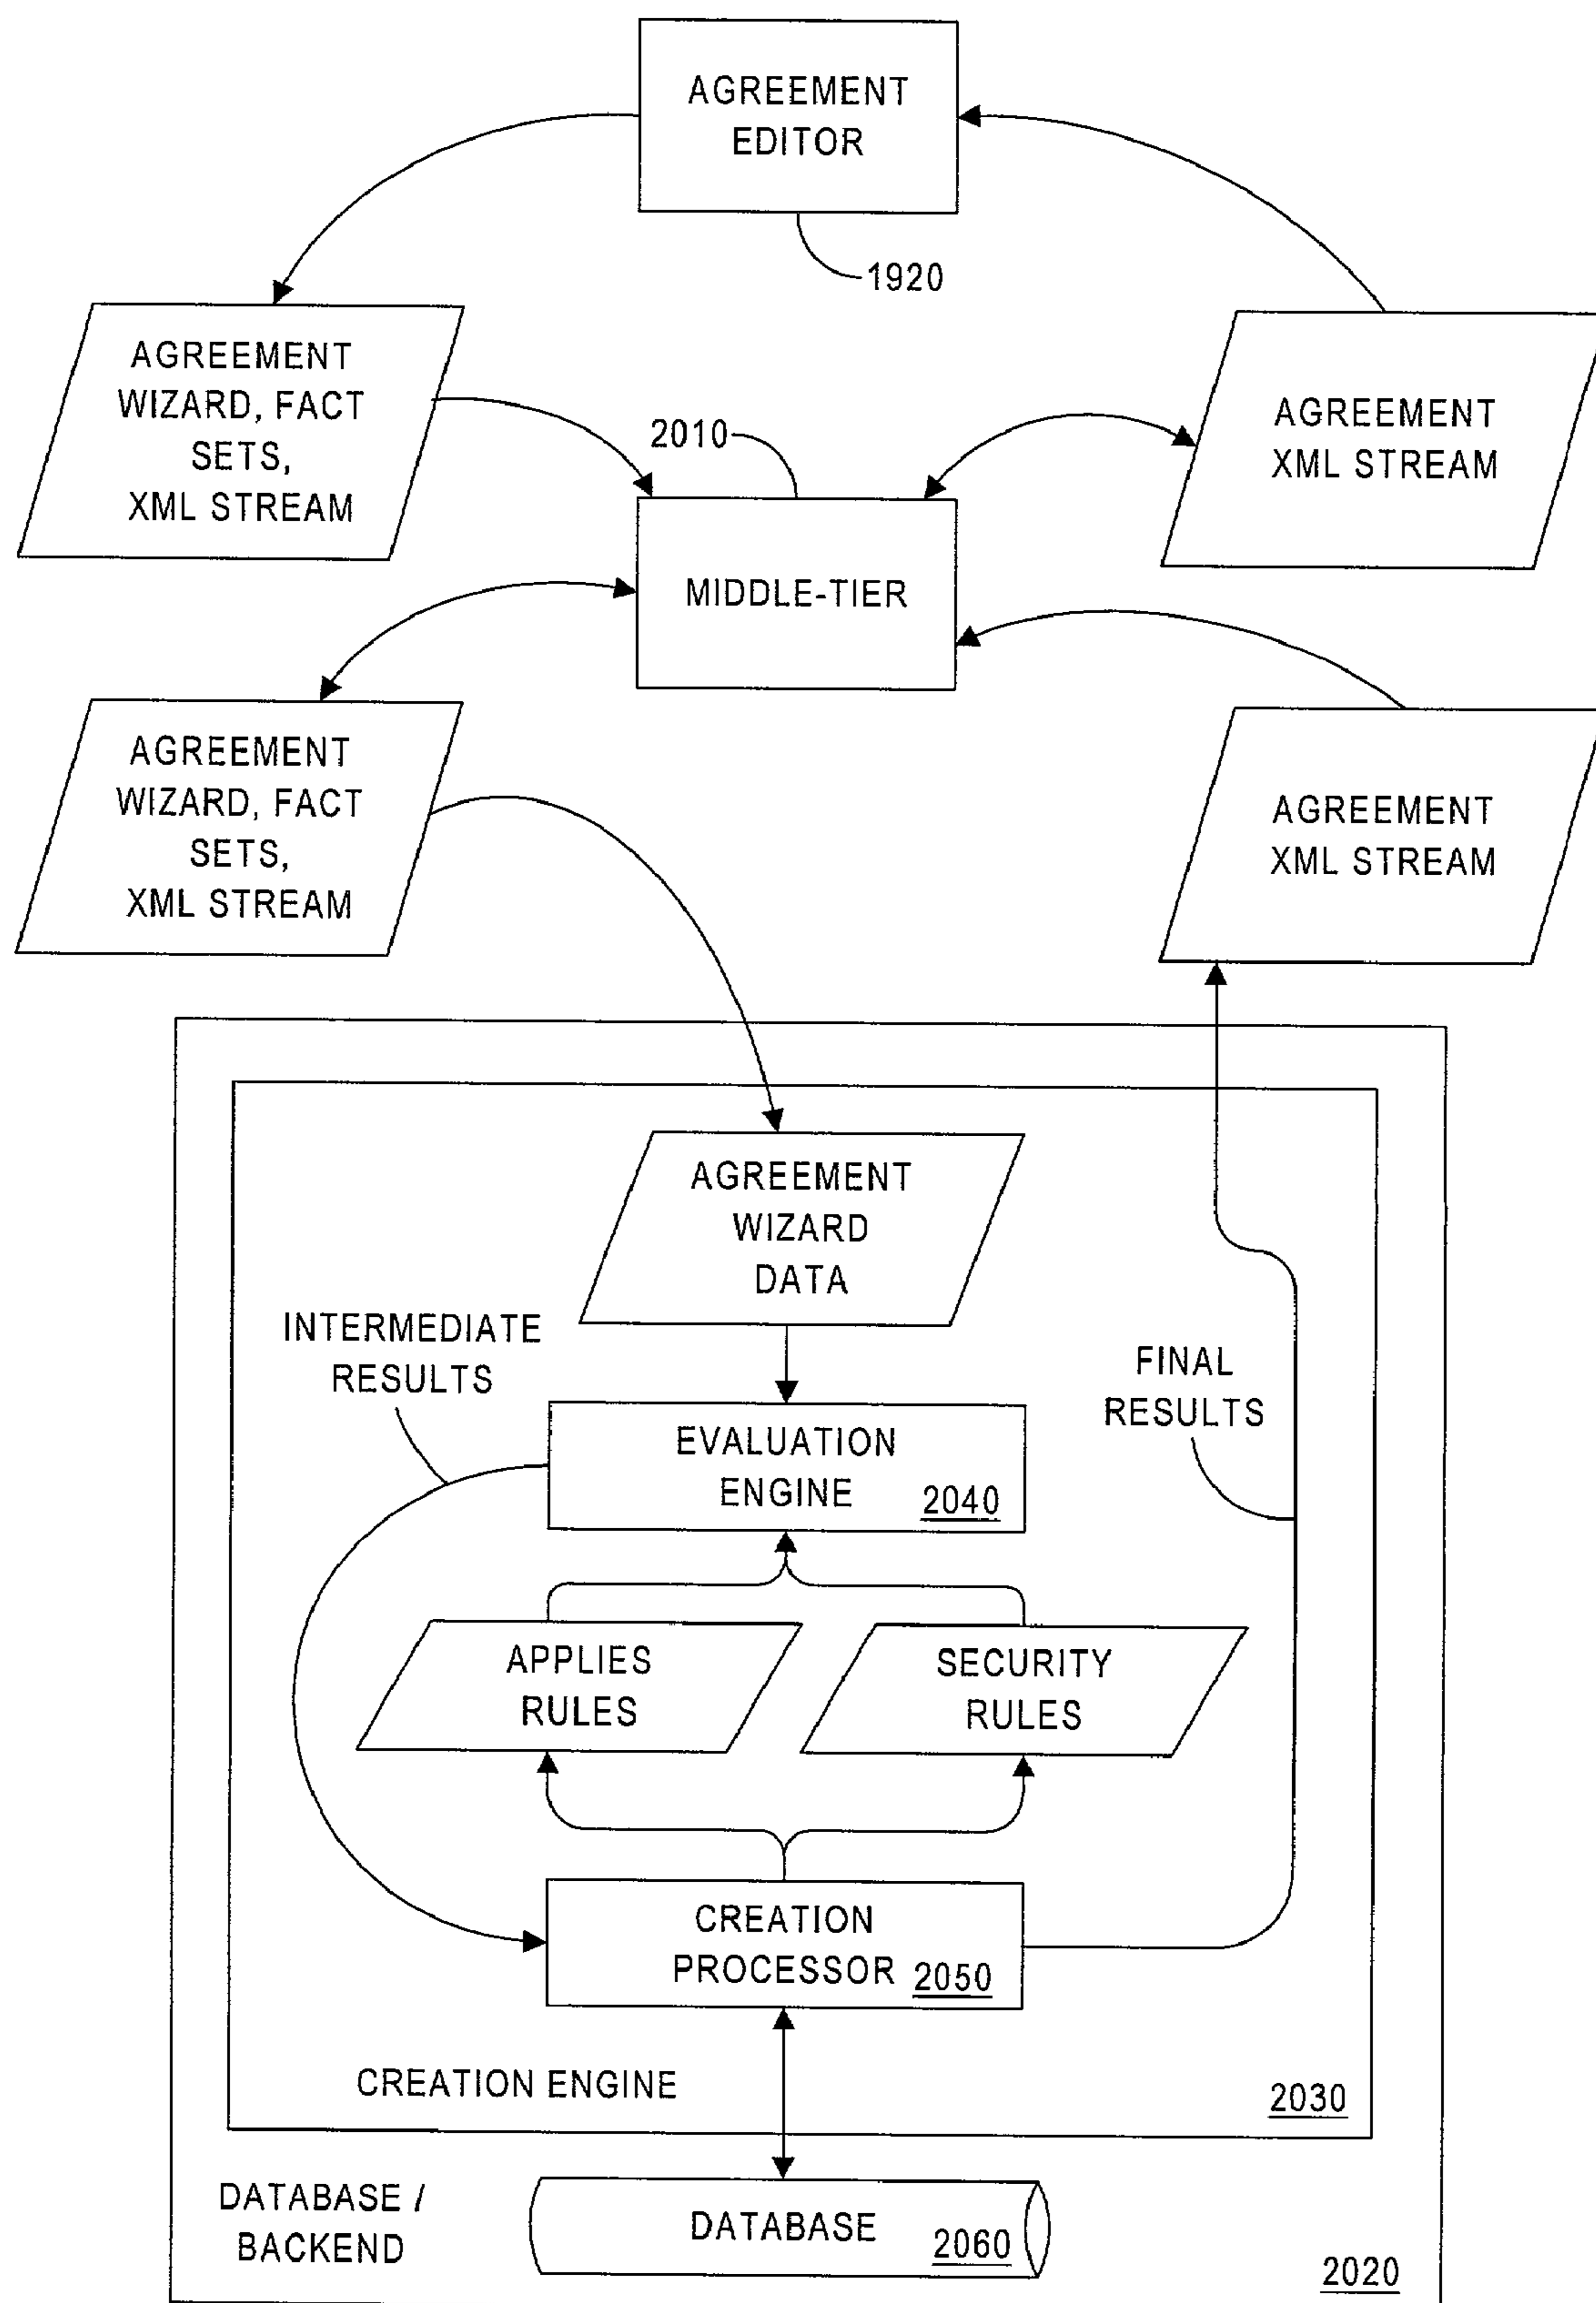 AGREEMENT
EDITOR
1920
AGREEMENT
WIZARD, FACT
SETS,
XML STREAM
2010
AGREEMENT
XML STREAM
MIDDLE-TIER
AGREEMENT
WIZARD, FACT
SETS,
XML STREAM
AGREEMENT
XML STREAM
AGREEMENT
WIZARD
DATA
INTERMEDIATE
RESULTS
FINAL
RESULTS
EVALUATION
ENGINE 2040
APPLIES
RULES
SECURITY
RULES
CREATION
PROCESSOR 2050
CREATION ENGINE
2030
DATABASE /
BACKEND
DATABASE 2060
2020